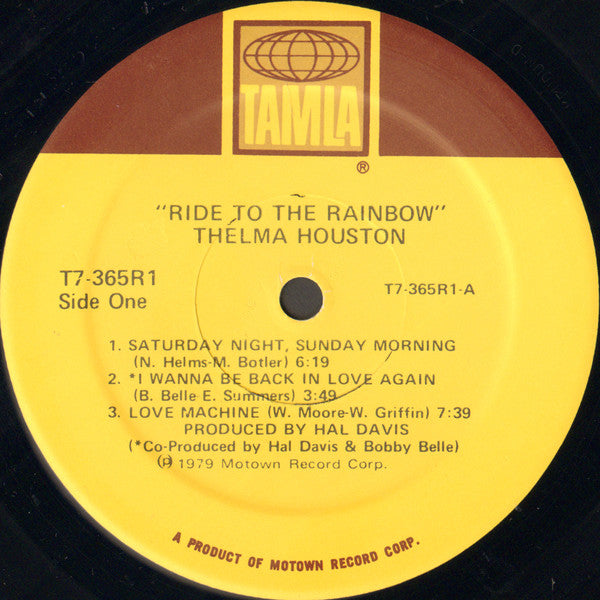 TAMLA
®
"RIDE TO THE RAINBOW"
THELMA HOUSTON
T7-365R1
Side One
T7-365R1-A
1. SATURDAY NIGHT, SUNDAY MORNING
(N. Helms-M. Botler) 6:19
2. *I WANNA BE BACK IN LOVE AGAIN
(B. Belle-E. Summers) 3:49
3. LOVE MACHINE (W. Moore-W. Griffin) 7:39
PRODUCED BY HAL DAVIS
(*Co-Produced by Hal Davis & Bobby Belle)
℗ 1979 Motown Record Corp.
A PRODUCT OF MOTOWN RECORD CORP.